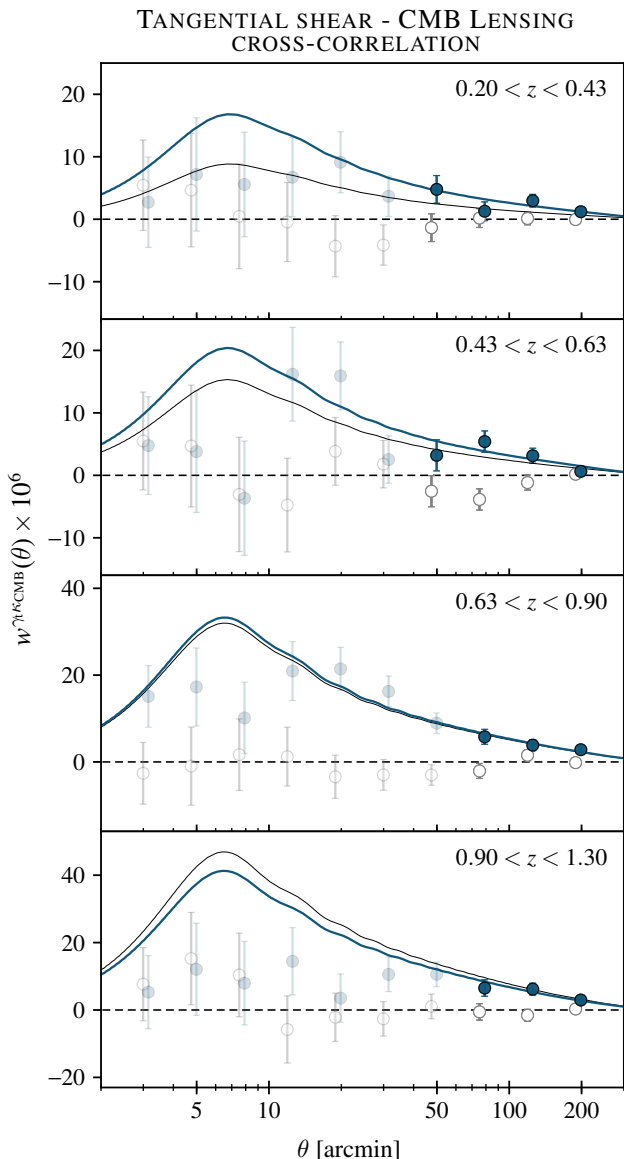 TANGENTIAL SHEAR - CMB LENSING
CROSS-CORRELATION
0.20 < z < 0.43
20
10
0
−10
0.43 < z < 0.63
20
10
0
−10
0.63 < z < 0.90
40
20
0
0.90 < z < 1.30
40
20
0
−20
5 10 50 100 200
θ [arcmin]
w^{γ_t κ_CMB}(θ) × 10^6